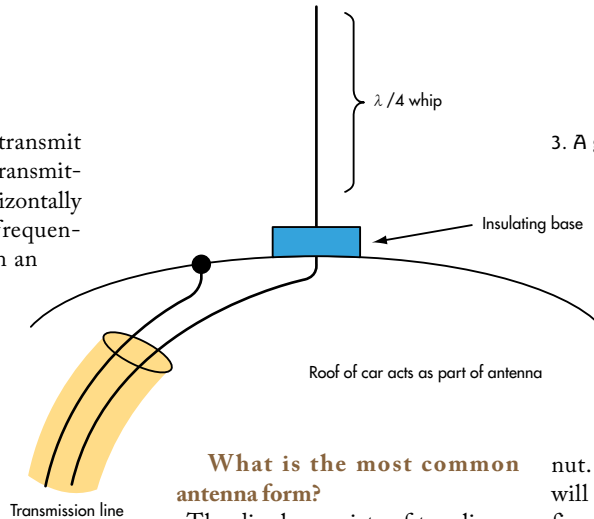 λ/4 whip
transmit
ransmit-
izontally
frequen-
n an
3. A
Insulating base
Roof of car acts as part of antenna
Transmission line
What is the most common
antenna form?
nut.
will